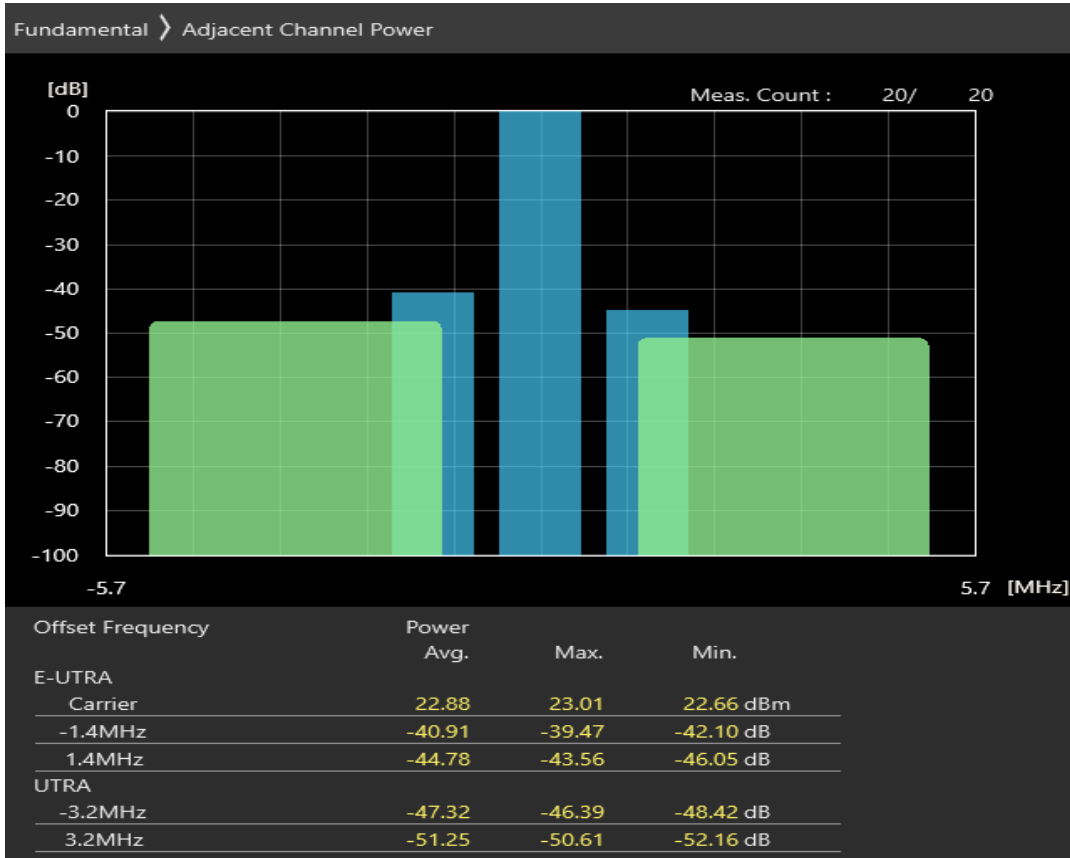 Fundamental ❭ Adjacent Channel Power
[dB]
Meas. Count : 20/ 20
0
-10
-20
-30
-40
-50
-60
-70
-80
-90
-100
-5.7 5.7 [MHz]
Offset Frequency Power
Avg. Max. Min.
E-UTRA
Carrier 22.88 23.01 22.66 dBm
-1.4MHz -40.91 -39.47 -42.10 dB
1.4MHz -44.78 -43.56 -46.05 dB
UTRA
-3.2MHz -47.32 -46.39 -48.42 dB
3.2MHz -51.25 -50.61 -52.16 dB